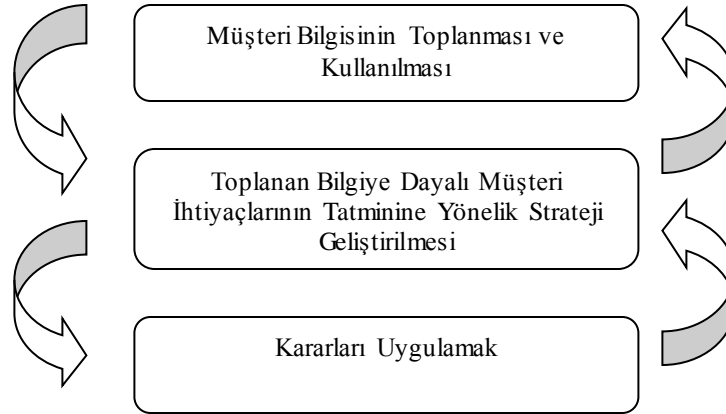 Müşteri Bilgisinin Toplanması ve
Kullanılması
Toplanan Bilgiye Dayalı Müşteri
İhtiyaçlarının Tatminine Yönelik Strateji
Geliştirilmesi
Kararları Uygulamak